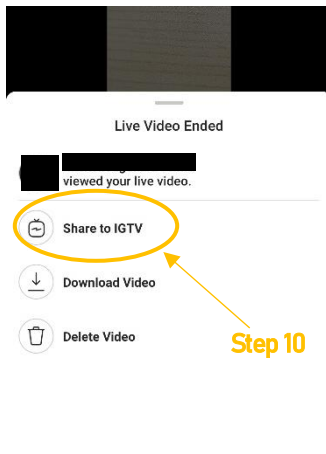 Live Video Ended
viewed your live video.
Share to IGTV
Download Video
Delete Video
Step 10